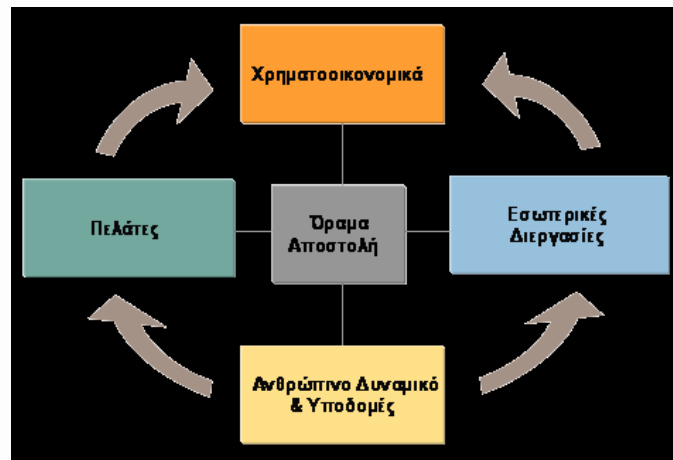 Χρηματοοικονομικά
Πελάτες
Όραμα
Αποστολή
Εσωτερικές
Διεργασίες
Ανθρώπινο Δυναμικό
& Υποδομές